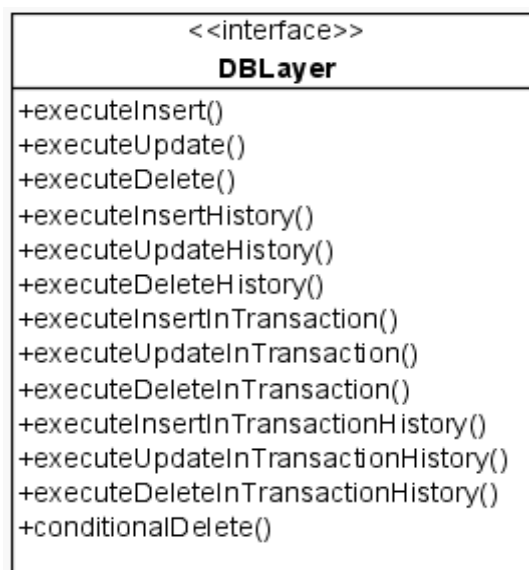 <<interface>>
DBLayer
+executeInsert()
+executeUpdate()
+executeDelete()
+executeInsertHistory()
+executeUpdateHistory()
+executeDeleteHistory()
+executeInsertInTransaction()
+executeUpdateInTransaction()
+executeDeleteInTransaction()
+executeInsertInTransactionHistory()
+executeUpdateInTransactionHistory()
+executeDeleteInTransactionHistory()
+conditionalDelete()